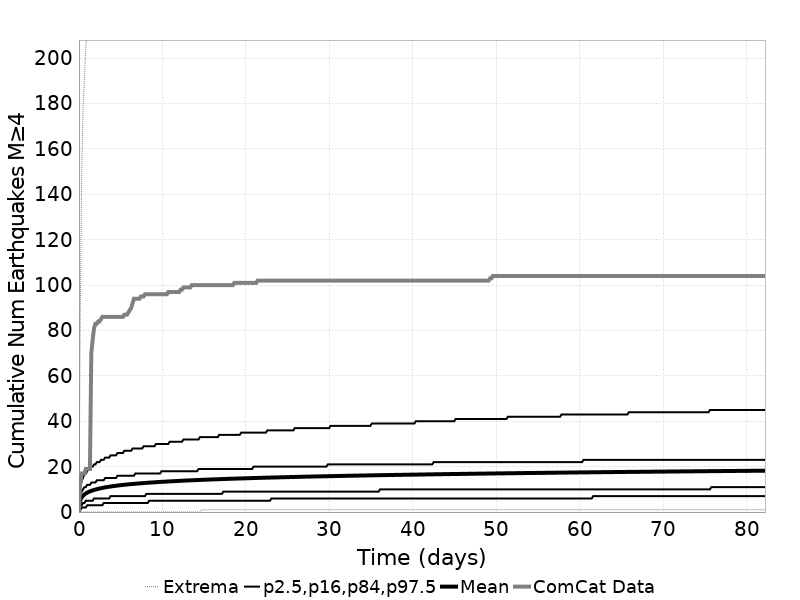 Cumulative Num Earthquakes M≥4
200
180
160
140
120
100
80
60
40
20
0
0 10 20 30 40 50 60 70 80
Time (days)
Extrema p2.5,p16,p84,p97.5 Mean ComCat Data